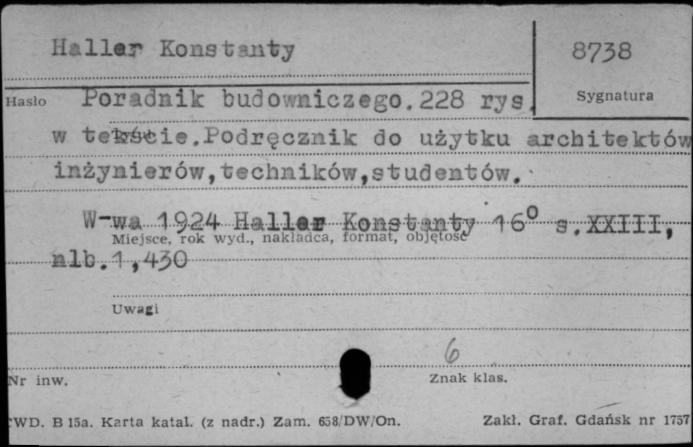 Haller Konstanty
8738
Hasło Poradnik budowniczego.228 rys.
Sygnatura
w tekście.Podręcznik do użytku architektów
inżynierów,techników,studentów.
W-wa 1924 Haller Konstanty 16° s.XXIII,
Miejsce, rok wyd., nakładca, format, objętość
nlb.1,430
Uwagi
6
Nr inw.
Znak klas.
WD. B 15a. Karta katal. (z nadr.) Zam. 658/DW/On.
Zakł. Graf. Gdańsk nr 1757